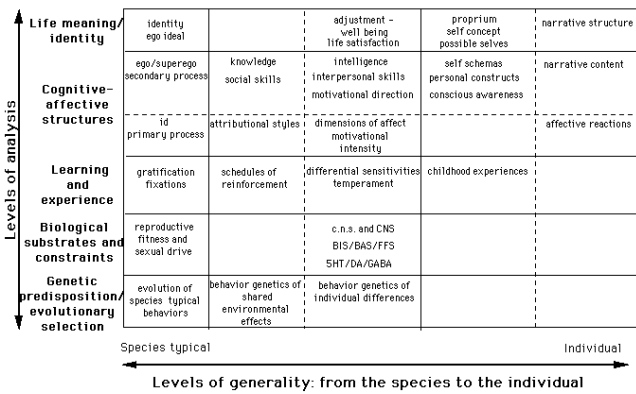 Life meaning/
identity
identity
ego ideal
adjustment –
well being
life satisfaction
proprium
self concept
possible selves
narrative structure
Cognitive-
affective
structures
ego/superego
secondary process
knowledge
social skills
intelligence
interpersonal skills
motivational direction
self schemas
personal constructs
conscious awareness
narrative content
id
primary process
attributional styles
dimensions of affect
motivational
intensity
affective reactions
Learning
and
experience
gratification
fixations
schedules of
reinforcement
differential sensitivities
temperament
childhood experiences
Biological
substrates and
constraints
reproductive
fitness and
sexual drive
c.n.s. and CNS
BIS/BAS/FFS
5HT/DA/GABA
Genetic
predisposition/
evolutionary
selection
evolution of
species typical
behaviors
behavior genetics
of
shared
environmental
effects
behavior genetics of
individual differences
Levels of analysis
Species typical
Individual
Levels of generality: from the species to the individual